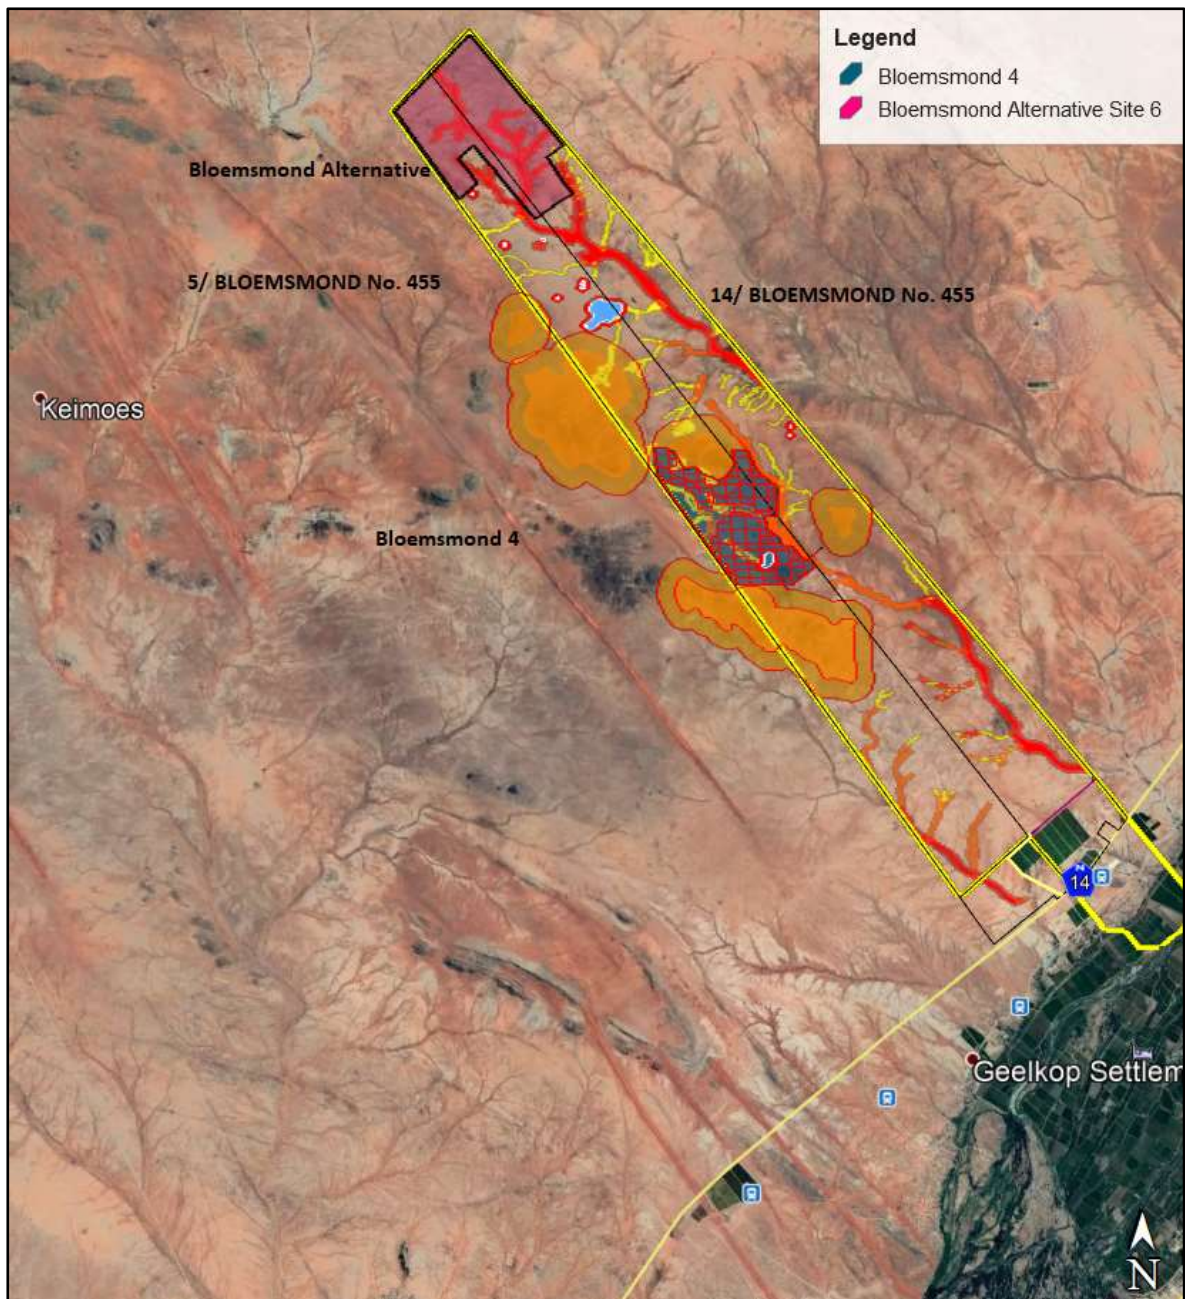 Legend
Bloemsmond 4
Bloemsmond Alternative Site 6
Bloemsmond Alternative
5/ BLOEMSMOND No. 455
14/ BLOEMSMOND No. 455
Keimoes
Bloemsmond 4
14
Geelkop Settlem
N